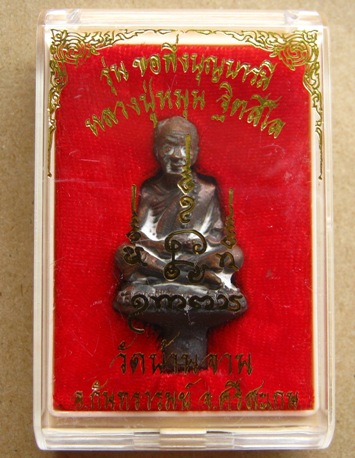 รุ่น ขอพึ่งบุญบารมี
หลวงปู่หมุน ฐิตสีโล
วัดบ้านจาน
อ.กันทรารมย์ จ.ศรีสะเกษ